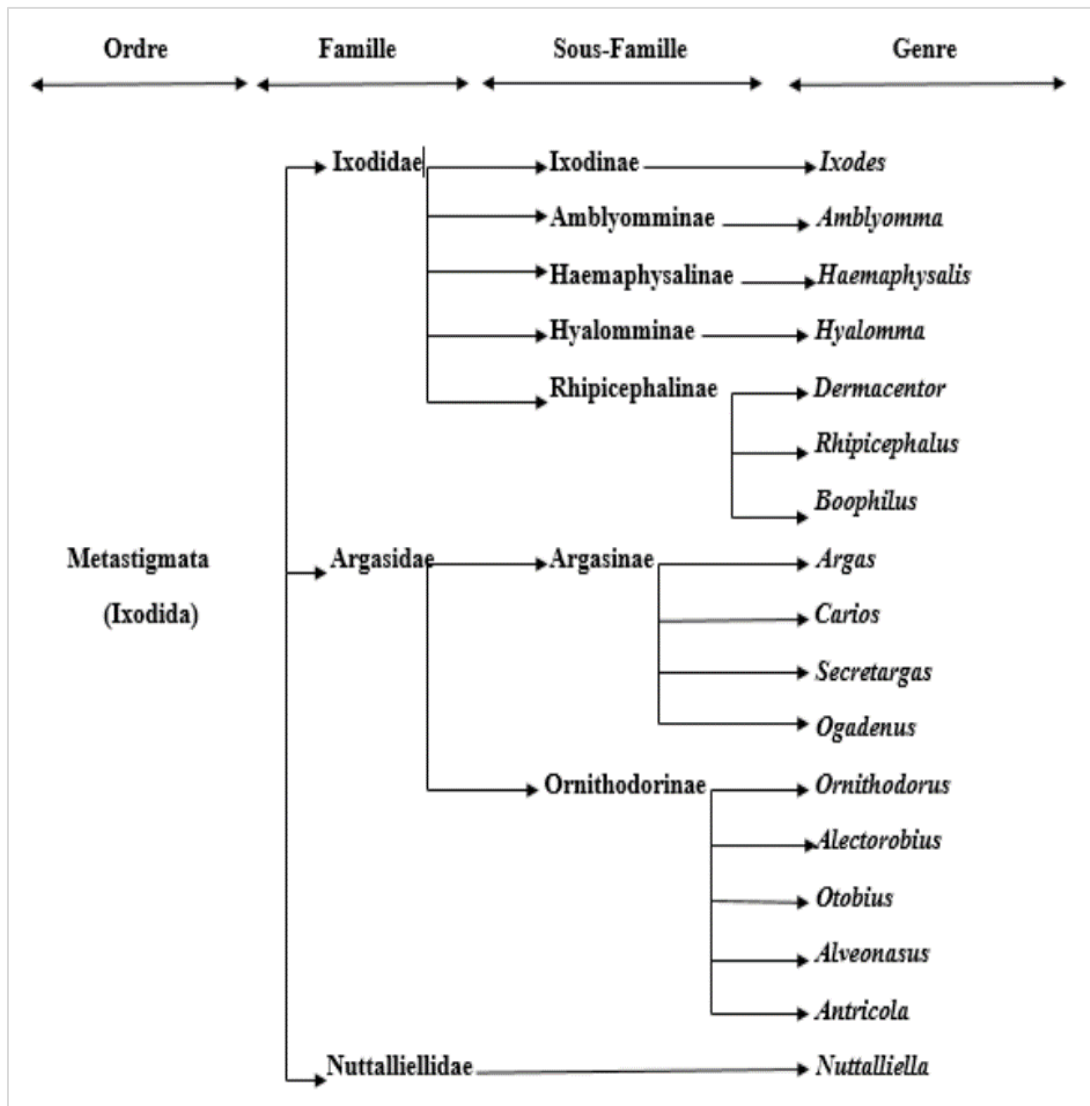 Ordre Famille Sous-Famille Genre
Ixodidae Ixodinae Ixodes
Amblyomminae Amblyomma
Haemaphysalinae Haemaphysalis
Hyalomminae Hyalomma
Rhipicephalinae Dermacentor
Rhipicephalus
Boophilus
Metastigmata Argasidae Argasinae Argas
(Ixodida) Carios
Secretargas
Ogadenus
Ornithodorinae Ornithodorus
Alectorobius
Otobius
Alveonasus
Antricola
Nuttalliellidae Nuttalliella